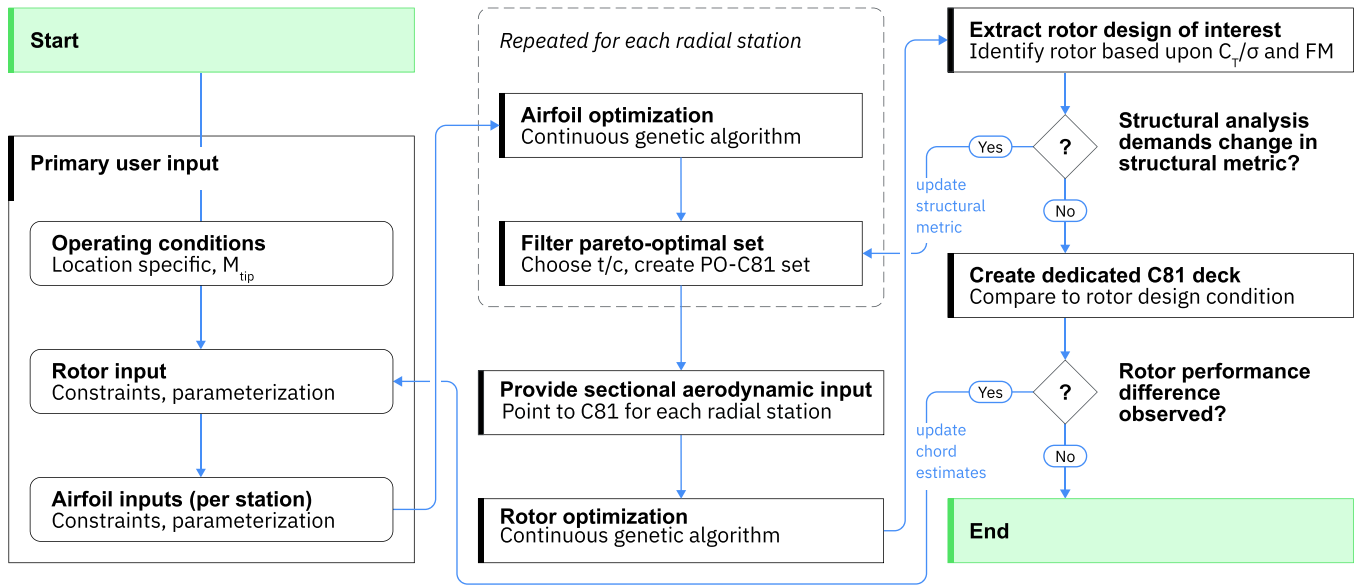 Start
Primary user input
Operating conditions
Location specific, M_tip
Rotor input
Constraints, parameterization
Airfoil inputs (per station)
Constraints, parameterization
Repeated for each radial station
Airfoil optimization
Continuous genetic algorithm
Filter pareto-optimal set
Choose t/c, create PO-C81 set
Provide sectional aerodynamic input
Point to C81 for each radial station
Rotor optimization
Continuous genetic algorithm
Extract rotor design of interest
Identify rotor based upon C_T/σ and FM
?
Structural analysis
demands change in
structural metric?
Yes
update
structural
metric
No
Create dedicated C81 deck
Compare to rotor design condition
?
Rotor performance
difference
observed?
Yes
update
chord
estimates
No
End